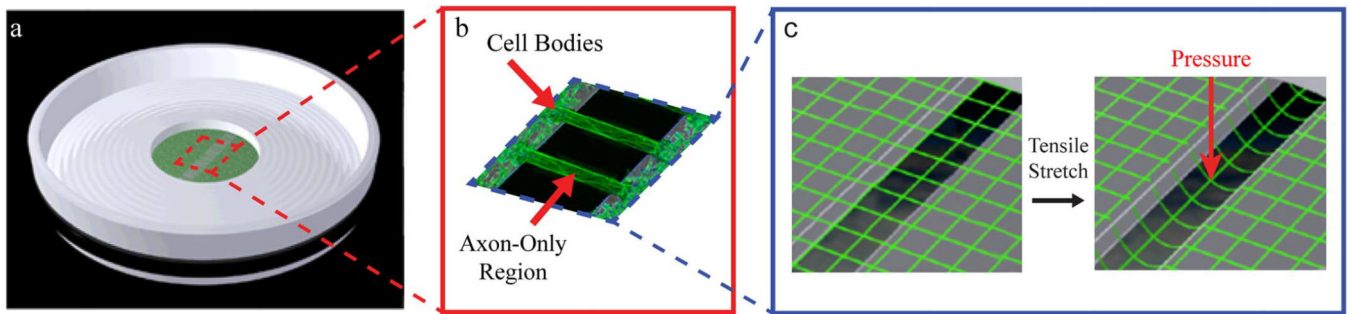 a
b
Cell Bodies
Axon-Only
Region
c
Pressure
Tensile
Stretch